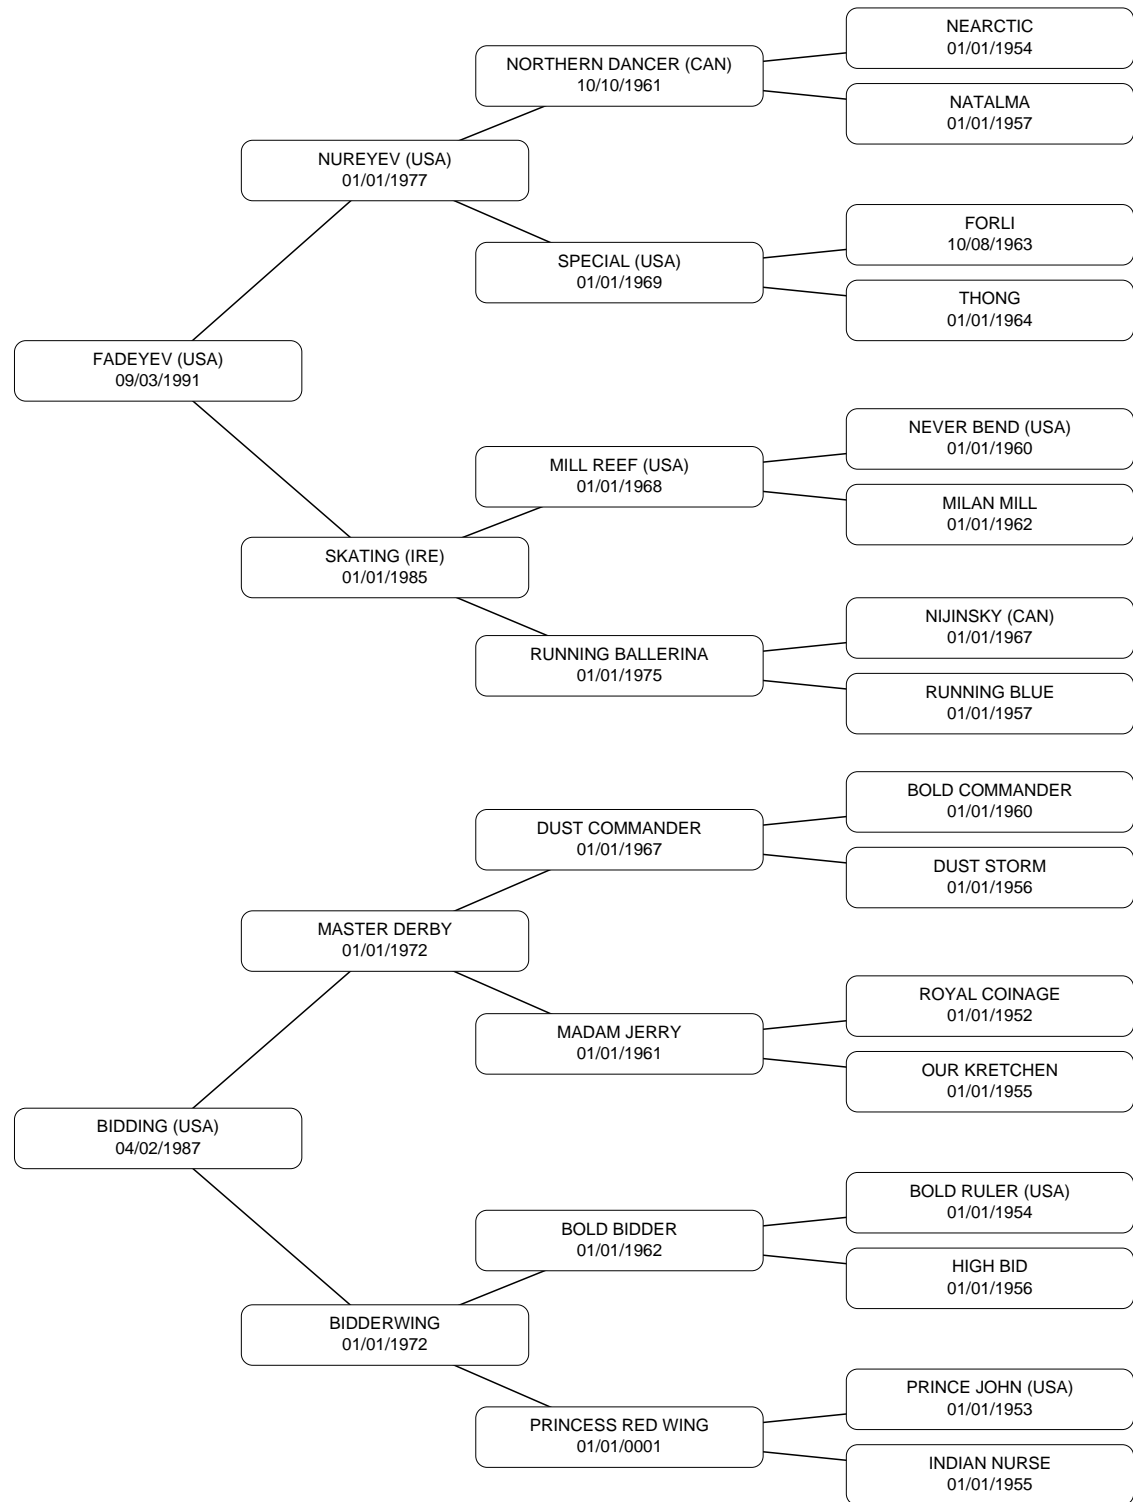 NEARCTIC
01/01/1954
NORTHERN DANCER (CAN)
10/10/1961
NATALMA
01/01/1957
NUREYEV (USA)
01/01/1977
FORLI
10/08/1963
SPECIAL (USA)
01/01/1969
THONG
01/01/1964
FADEYEV (USA)
09/03/1991
NEVER BEND (USA)
01/01/1960
MILL REEF (USA)
01/01/1968
MILAN MILL
01/01/1962
SKATING (IRE)
01/01/1985
NIJINSKY (CAN)
01/01/1967
RUNNING BALLERINA
01/01/1975
RUNNING BLUE
01/01/1957
BOLD COMMANDER
01/01/1960
DUST COMMANDER
01/01/1967
DUST STORM
01/01/1956
MASTER DERBY
01/01/1972
ROYAL COINAGE
01/01/1952
MADAM JERRY
01/01/1961
OUR KRETCHEN
01/01/1955
BIDDING (USA)
04/02/1987
BOLD RULER (USA)
01/01/1954
BOLD BIDDER
01/01/1962
HIGH BID
01/01/1956
BIDDERWING
01/01/1972
PRINCE JOHN (USA)
01/01/1953
PRINCESS RED WING
01/01/0001
INDIAN NURSE
01/01/1955